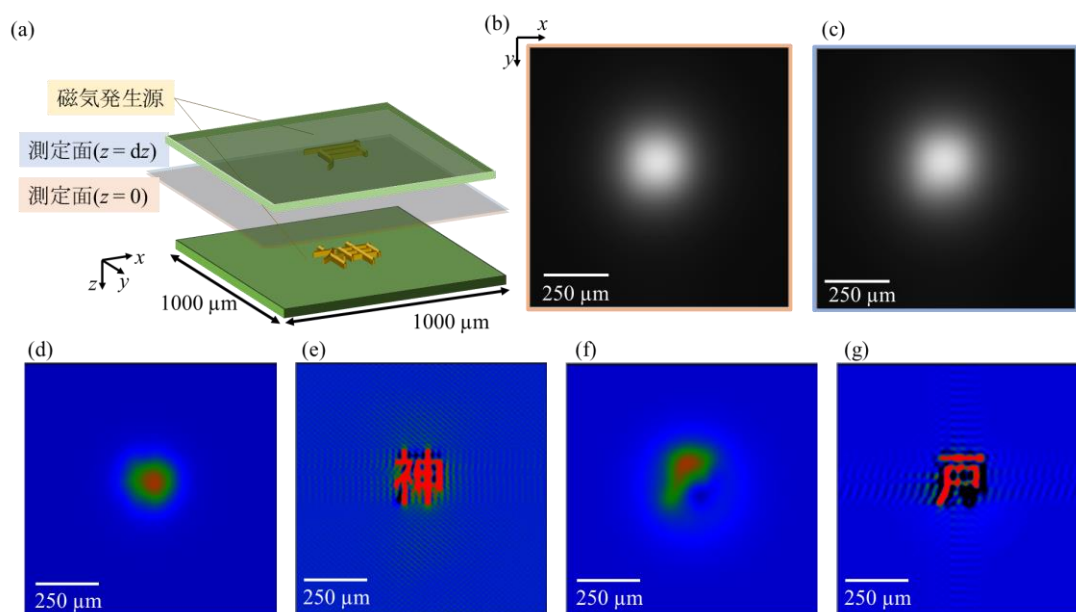 (a)
磁気発生源
測定面(z = dz)
測定面(z = 0)
x
y
z
1000 μm
1000 μm
(b)
x
y
250 μm
(c)
250 μm
(d)
250 μm
(e)
神
250 μm
(f)
250 μm
(g)
戸
250 μm